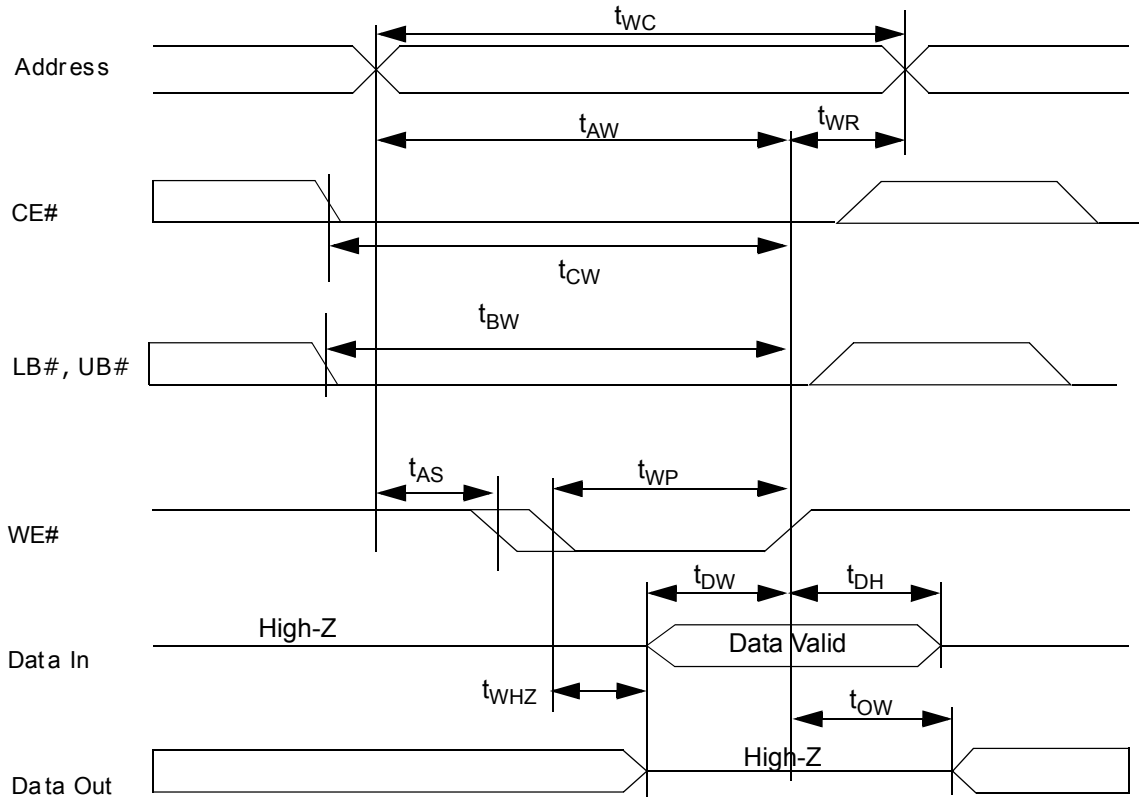 tWC
Address
tAW
tWR
CE#
tCW
tBW
LB#, UB#
tAS
tWP
WE#
tDW
tDH
High-Z
Data Valid
Data In
tWHZ
tOW
High-Z
Data Out